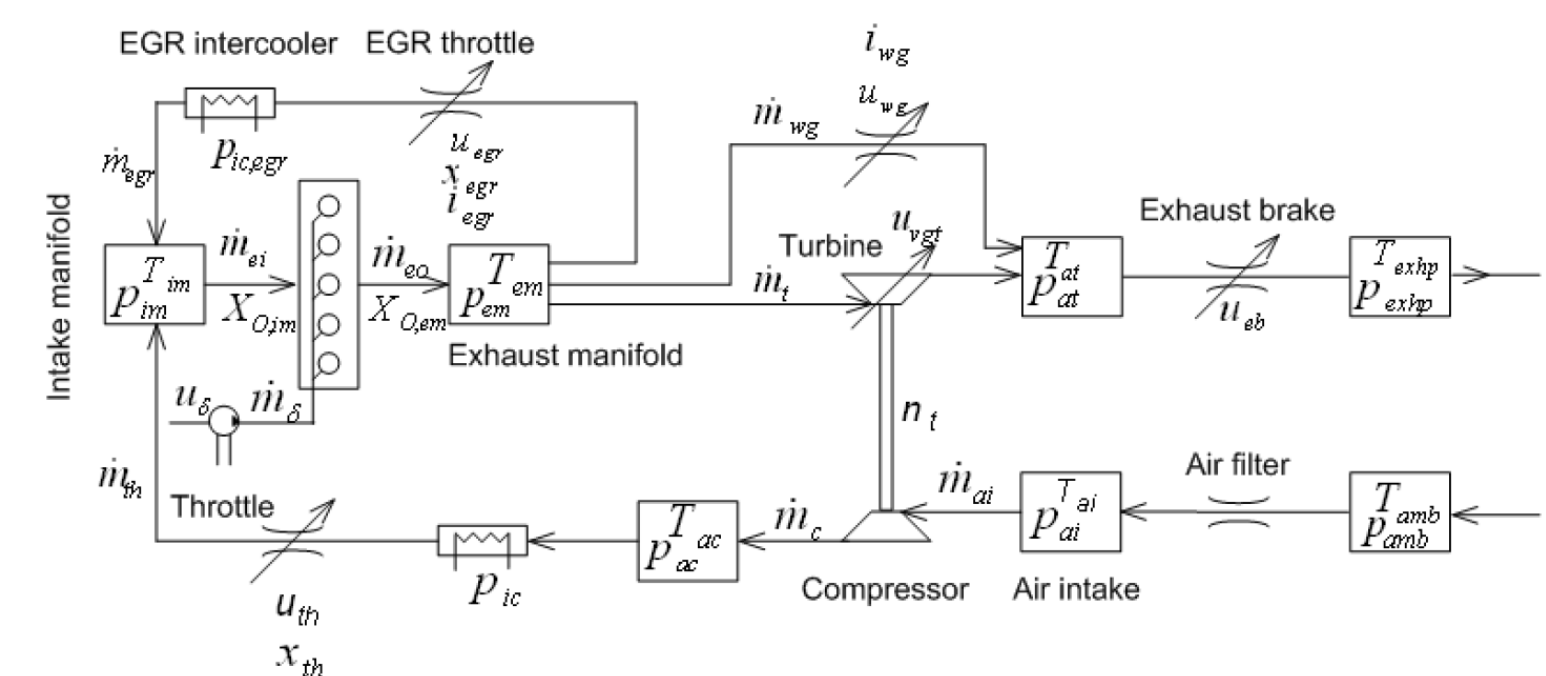 EGR intercooler
EGR throttle
i_wg
u_wg
ṁ_wg
ṁ_egr
p_ic,egr
u_egr
x_egr
i_egr
Intake manifold
T_im
p_im
ṁ_ei
X_O,im
ṁ_eo
X_O,em
T_em
p_em
Exhaust manifold
Turbine
u_vgt
ṁ_t
T_at
p_at
Exhaust brake
u_eb
T_exhp
p_exhp
u_δ
ṁ_δ
n_t
ṁ_th
Throttle
u_th
x_th
p_ic
T_ac
p_ac
ṁ_c
Compressor
ṁ_ai
T_ai
p_ai
Air intake
Air filter
T_amb
p_amb